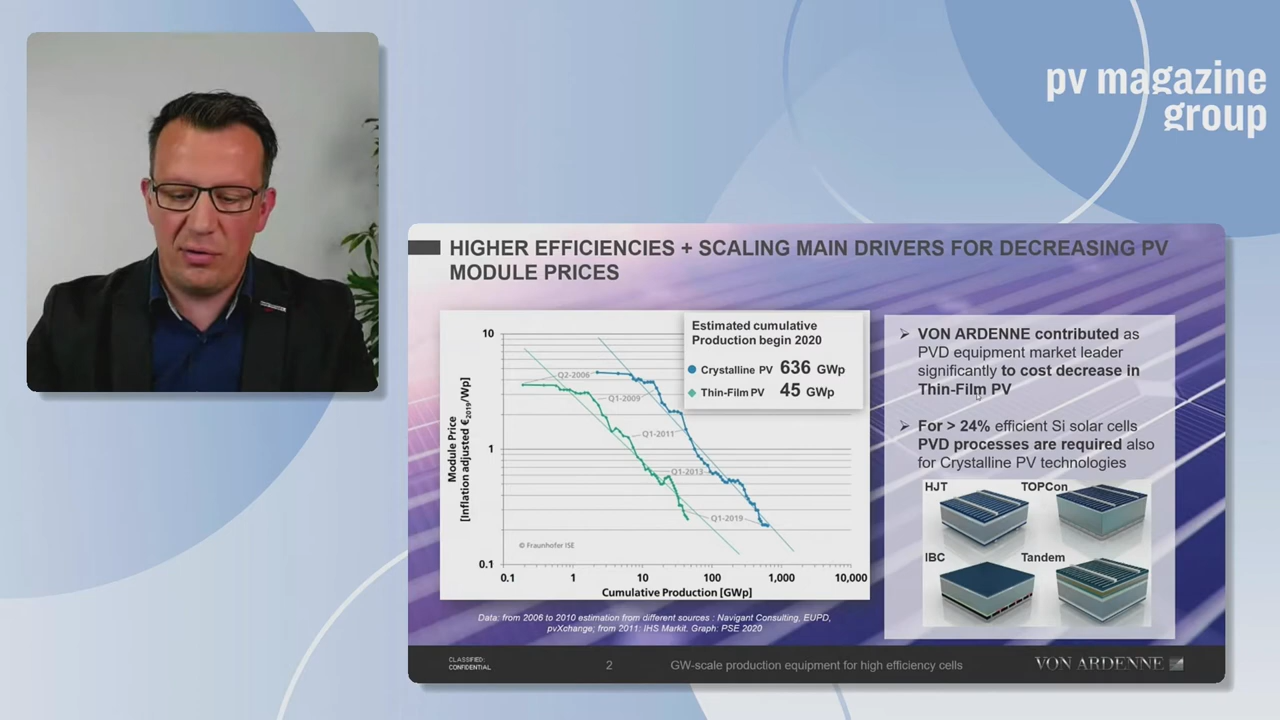 pv magazine
group
HIGHER EFFICIENCIES + SCALING MAIN DRIVERS FOR DECREASING PV
MODULE PRICES
Estimated cumulative
Production begin 2020
Crystalline PV 636 GWp
Thin-Film PV 45 GWp
Module Price
[Inflation adjusted €2019/Wp]
10
1
0.1
Q2-2006
Q1-2009
Q1-2011
Q1-2013
Q1-2019
© Fraunhofer ISE
0.1 1 10 100 1,000 10,000
Cumulative Production [GWp]
Data: from 2006 to 2010 estimation from different sources : Navigant Consulting, EUPD,
pvXchange; from 2011: IHS Markit. Graph: PSE 2020
➢ VON ARDENNE contributed as
PVD equipment market leader
significantly to cost decrease in
Thin-Film PV
➢ For > 24% efficient Si solar cells
PVD processes are required also
for Crystalline PV technologies
HJT TOPCon
IBC Tandem
CLASSIFIED:
CONFIDENTIAL
2
GW-scale production equipment for high efficiency cells
VON ARDENNE